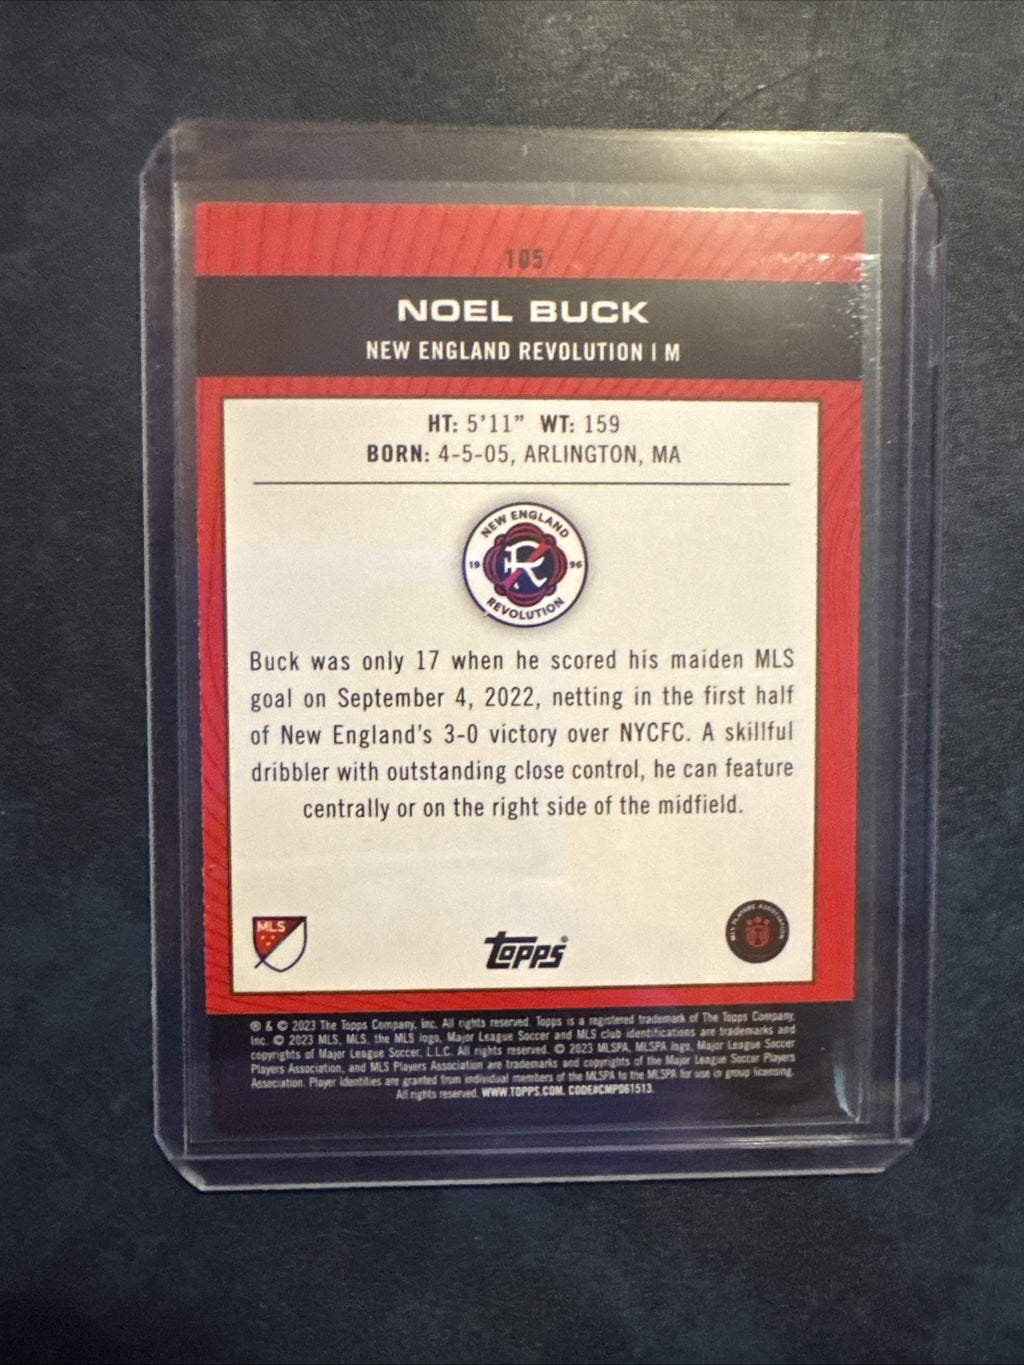 105
NOEL BUCK
NEW ENGLAND REVOLUTION | M
HT: 5'11" WT: 159
BORN: 4-5-05, ARLINGTON, MA
NEW ENGLAND
19 96
REVOLUTION
Buck was only 17 when he scored his maiden MLS
goal on September 4, 2022, netting in the first half
of New England's 3-0 victory over NYCFC. A skillful
dribbler with outstanding close control, he can feature
centrally or on the right side of the midfield.
MLS
topps®
MLS PLAYERS ASSOCIATION
® & © 2023 The Topps Company, Inc. All rights reserved. Topps is a registered trademark of The Topps Company,
Inc. © 2023 MLS, MLS, the MLS logo, Major League Soccer and MLS club identifications are trademarks and
copyrights of Major League Soccer, L.L.C. All rights reserved. © 2023 MLSPA, MLSPA logo, Major League Soccer
Players Association, and MLS Players Association are trademarks and copyrights of the Major League Soccer Players
Association. Player Identities are granted from individual members of the MLSPA to the MLSPA for use in group licensing.
All rights reserved. WWW.TOPPS.COM. CODE#CMP061513.